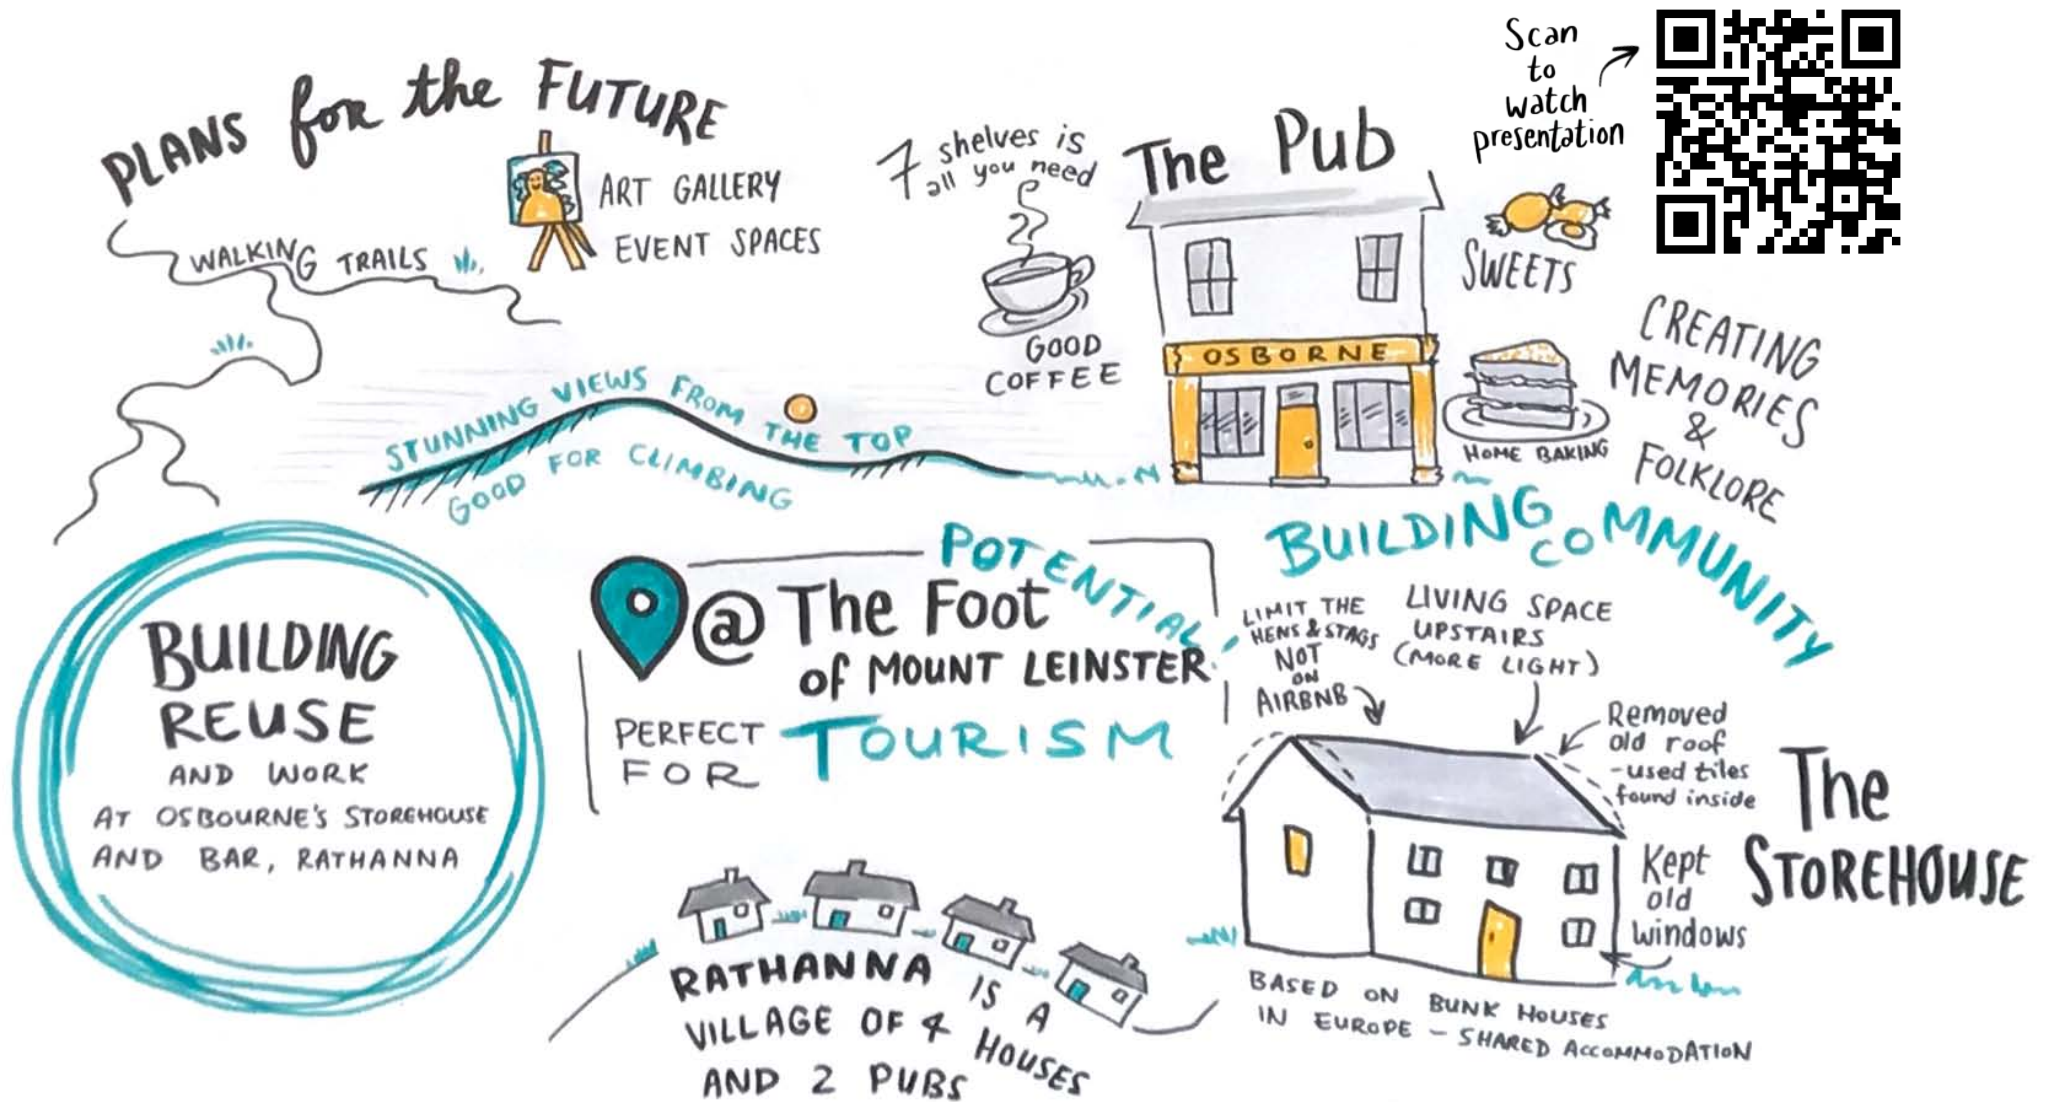 PLANS for the FUTURE
ART GALLERY
EVENT SPACES
WALKING TRAILS
STUNNING VIEWS FROM THE TOP
GOOD FOR CLIMBING
7 shelves is
all you need
GOOD
COFFEE
The Pub
OSBORNE
Scan
to
watch
presentation
SWEETS
HOME BAKING
CREATING
MEMORIES
&
FOLKLORE
BUILDING COMMUNITY
BUILDING
REUSE
AND WORK
AT OSBOURNE'S STOREHOUSE
AND BAR, RATHANNA
POTENTIAL
@ The Foot
of MOUNT LEINSTER
PERFECT
FOR
TOURISM
RATHANNA IS A
VILLAGE OF 4 HOUSES
AND 2 PUBS
LIMIT THE
HENS & STAGS
NOT
ON
AIRBNB
LIVING SPACE
UPSTAIRS
(MORE LIGHT)
Removed
old roof
-used tiles
found inside
The
STOREHOUSE
Kept
old
windows
BASED ON BUNK HOUSES
IN EUROPE - SHARED ACCOMMODATION